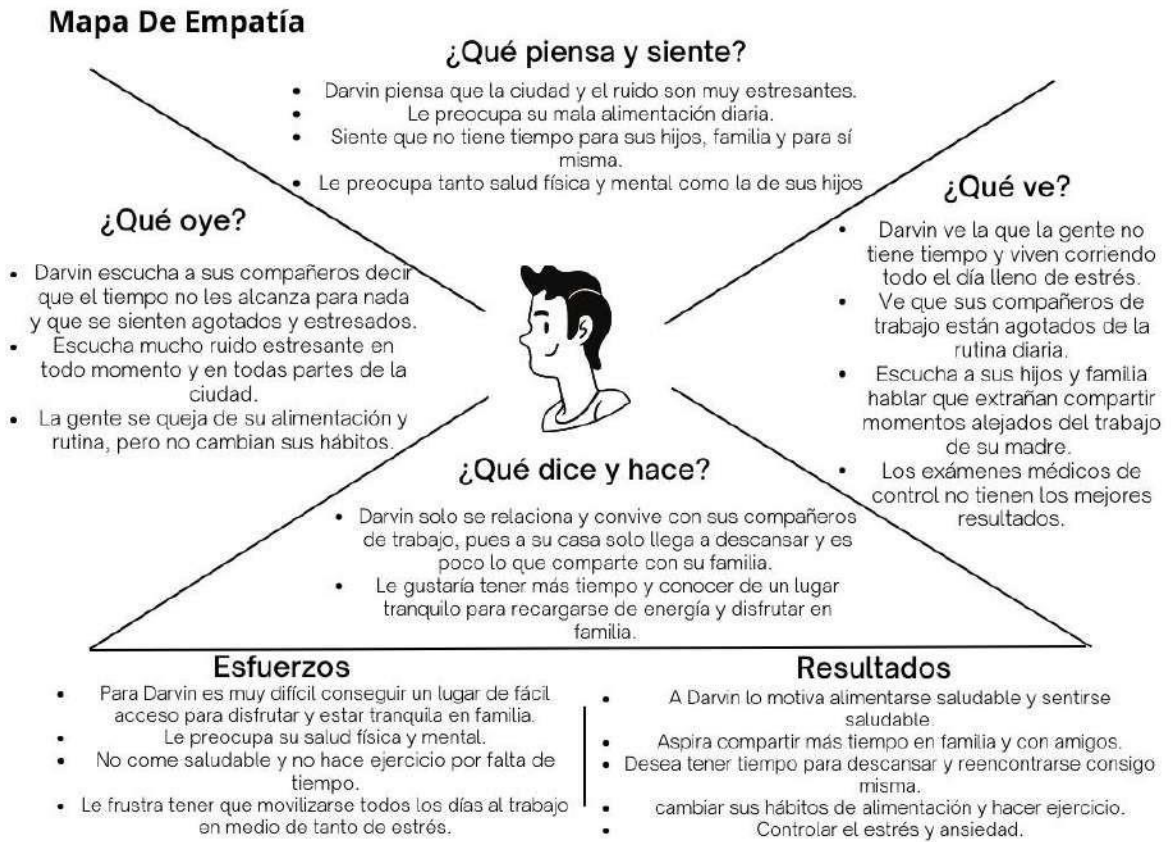 Mapa De Empatía
¿Qué piensa y siente?
• Darvin piensa que la ciudad y el ruido son muy estresantes.
• Le preocupa su mala alimentación diaria.
• Siente que no tiene tiempo para sus hijos, familia y para sí
misma.
• Le preocupa tanto salud física y mental como la de sus hijos
¿Qué oye?
• Darvin escucha a sus compañeros decir
que el tiempo no les alcanza para nada
y que se sienten agotados y estresados.
• Escucha mucho ruido estresante en
todo momento y en todas partes de la
ciudad.
• La gente se queja de su alimentación y
rutina, pero no cambian sus hábitos.
¿Qué ve?
• Darvin ve la que la gente no
tiene tiempo y viven corriendo
todo el día lleno de estrés.
• Ve que sus compañeros de
trabajo están agotados de la
rutina diaria.
• Escucha a sus hijos y familia
hablar que extrañan compartir
momentos alejados del trabajo
de su madre.
• Los exámenes médicos de
control no tienen los mejores
resultados.
¿Qué dice y hace?
• Darvin solo se relaciona y convive con sus compañeros
de trabajo, pues a su casa solo llega a descansar y es
poco lo que comparte con su familia.
• Le gustaría tener más tiempo y conocer de un lugar
tranquilo para recargarse de energía y disfrutar en
familia.
Esfuerzos
• Para Darvin es muy difícil conseguir un lugar de fácil
acceso para disfrutar y estar tranquila en familia.
• Le preocupa su salud física y mental.
• No come saludable y no hace ejercicio por falta de
tiempo.
• Le frustra tener que movilizarse todos los días al trabajo
en medio de tanto de estrés.
Resultados
• A Darvin lo motiva alimentarse saludable y sentirse
saludable.
• Aspira compartir más tiempo en familia y con amigos.
• Desea tener tiempo para descansar y reencontrarse consigo
misma.
• cambiar sus hábitos de alimentación y hacer ejercicio.
• Controlar el estrés y ansiedad.